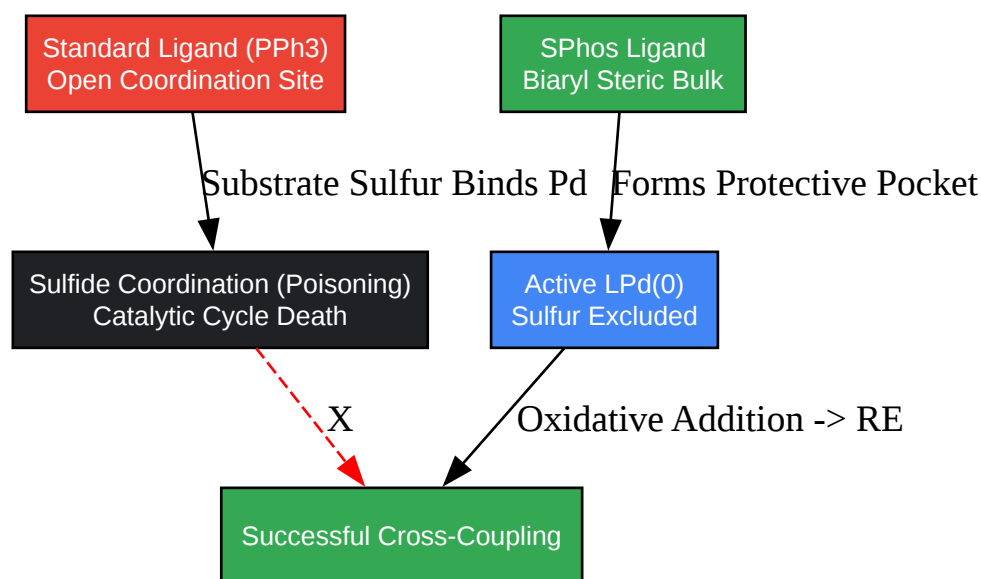 Standard Ligand (PPh3)
Open Coordination Site
SPhos Ligand
Biaryl Steric Bulk
Substrate Sulfur Binds Pd
Forms Protective Pocket
Sulfide Coordination (Poisoning)
Catalytic Cycle Death
Active LPd(0)
Sulfur Excluded
X
Oxidative Addition -> RE
Successful Cross-Coupling